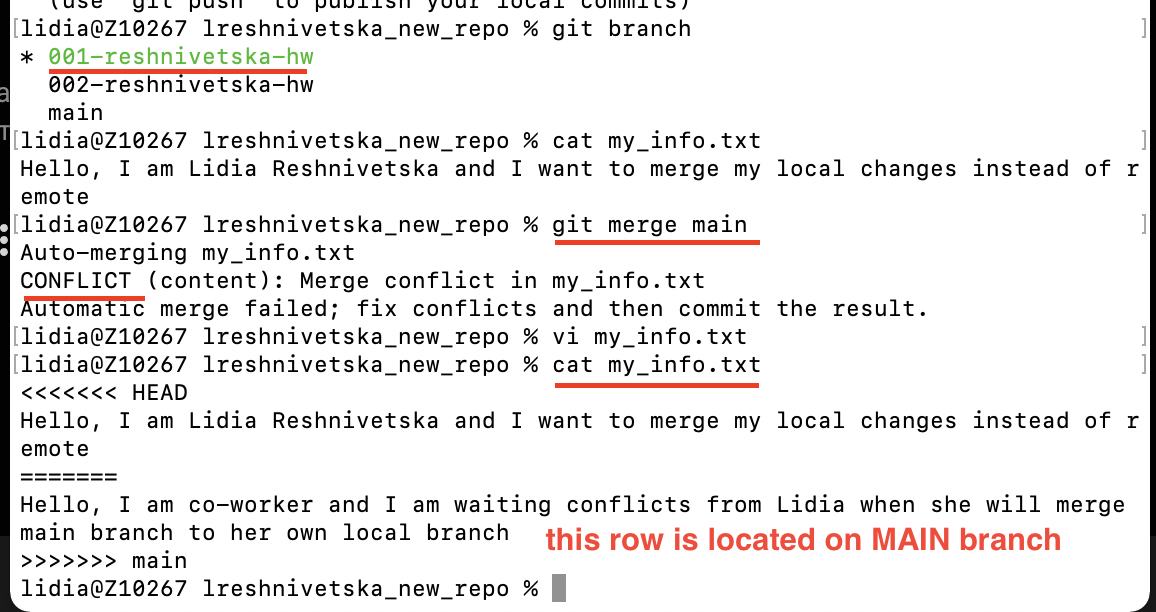 (use "git push" to publish your local commits)
[lidia@Z10267 lreshnivetska_new_repo % git branch ]
* 001-reshnivetska-hw
002-reshnivetska-hw
main
[lidia@Z10267 lreshnivetska_new_repo % cat my_info.txt ]
Hello, I am Lidia Reshnivetska and I want to merge my local changes instead of r
emote
[lidia@Z10267 lreshnivetska_new_repo % git merge main ]
Auto-merging my_info.txt
CONFLICT (content): Merge conflict in my_info.txt
Automatic merge failed; fix conflicts and then commit the result.
[lidia@Z10267 lreshnivetska_new_repo % vi my_info.txt ]
[lidia@Z10267 lreshnivetska_new_repo % cat my_info.txt ]
<<<<<<< HEAD
Hello, I am Lidia Reshnivetska and I want to merge my local changes instead of r
emote
=======
Hello, I am co-worker and I am waiting conflicts from Lidia when she will merge
main branch to her own local branch
this row is located on MAIN branch
>>>>>>> main
lidia@Z10267 lreshnivetska_new_repo %